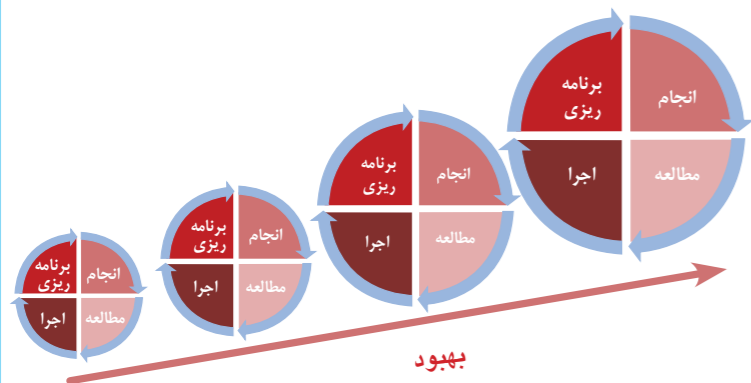 برنامه
ریزی
انجام
اجرا
مطالعه
برنامه
ریزی
انجام
اجرا
مطالعه
برنامه
ریزی
انجام
اجرا
مطالعه
برنامه
ریزی
انجام
اجرا
مطالعه
بهبود